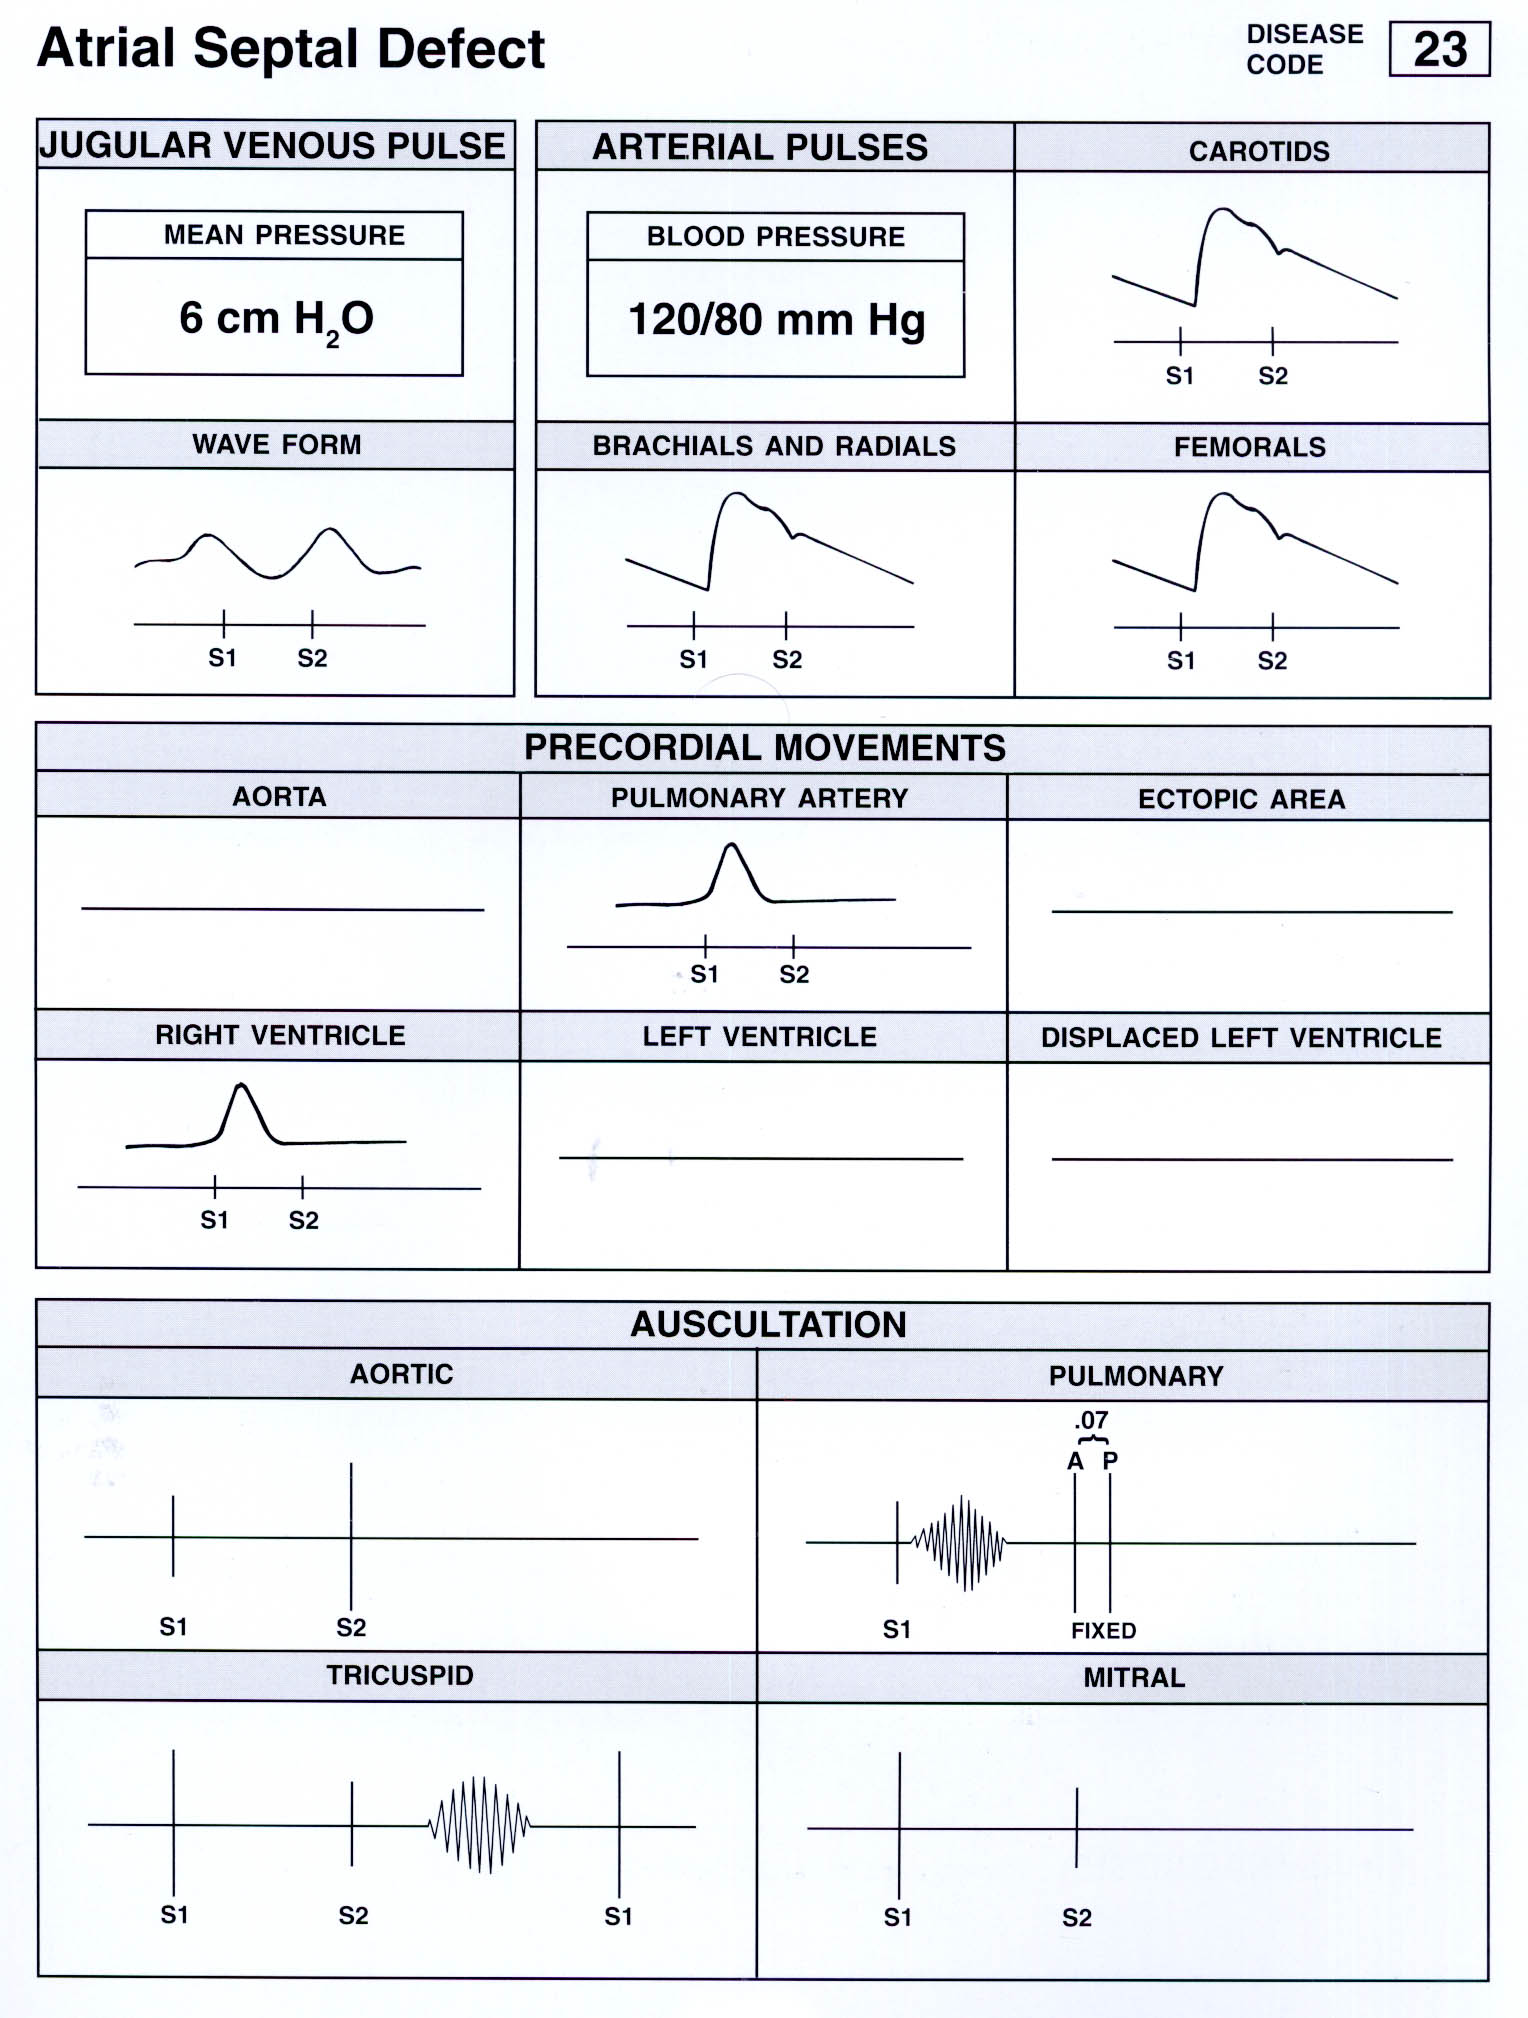 Atrial Septal Defect
DISEASE
CODE
23
JUGULAR VENOUS PULSE
MEAN PRESSURE
6 cm H2O
WAVE FORM
S1 S2
ARTERIAL PULSES
BLOOD PRESSURE
120/80 mm Hg
CAROTIDS
S1 S2
BRACHIALS AND RADIALS
S1 S2
FEMORALS
S1 S2
PRECORDIAL MOVEMENTS
AORTA
PULMONARY ARTERY
S1 S2
ECTOPIC AREA
RIGHT VENTRICLE
S1 S2
LEFT VENTRICLE
DISPLACED LEFT VENTRICLE
AUSCULTATION
AORTIC
S1 S2
PULMONARY
.07
A P
S1 FIXED
TRICUSPID
S1 S2 S1
MITRAL
S1 S2